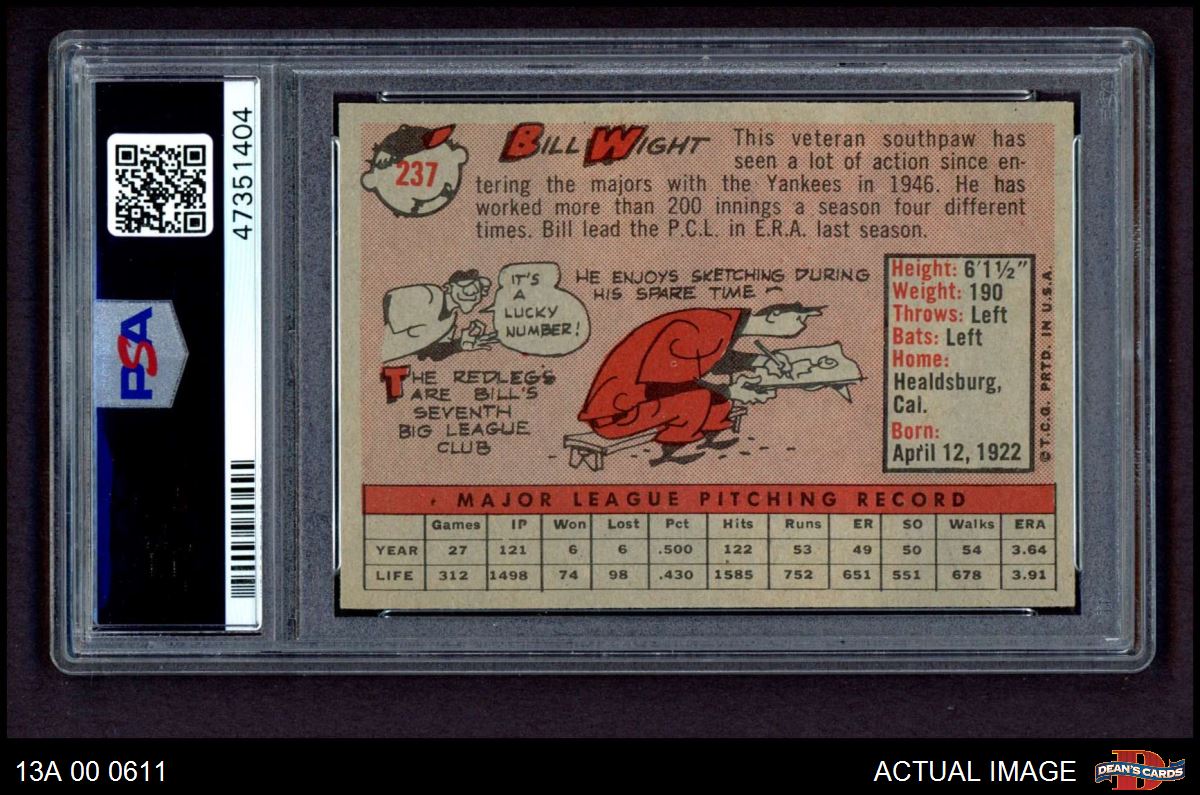 47351404
PSA
237
BILL WIGHT
This veteran southpaw has
seen a lot of action since en-
tering the majors with the Yankees in 1946. He has
worked more than 200 innings a season four different
times. Bill lead the P.C.L. in E.R.A. last season.
IT'S
A
LUCKY
NUMBER!
THE REDLEGS
ARE BILL'S
SEVENTH
BIG LEAGUE
CLUB
HE ENJOYS SKETCHING DURING
HIS SPARE TIME
Height: 6'1½"
Weight: 190
Throws: Left
Bats: Left
Home:
Healdsburg,
Cal.
Born:
April 12, 1922
© T.C.G. PRTD. IN U.S.A.
MAJOR LEAGUE PITCHING RECORD
Games IP Won Lost Pct Hits Runs ER SO Walks ERA
YEAR 27 121 6 6 .500 122 53 49 50 54 3.64
LIFE 312 1498 74 98 .430 1585 752 651 551 678 3.91
13A 00 0611
ACTUAL IMAGE
D
DEAN'S CARDS